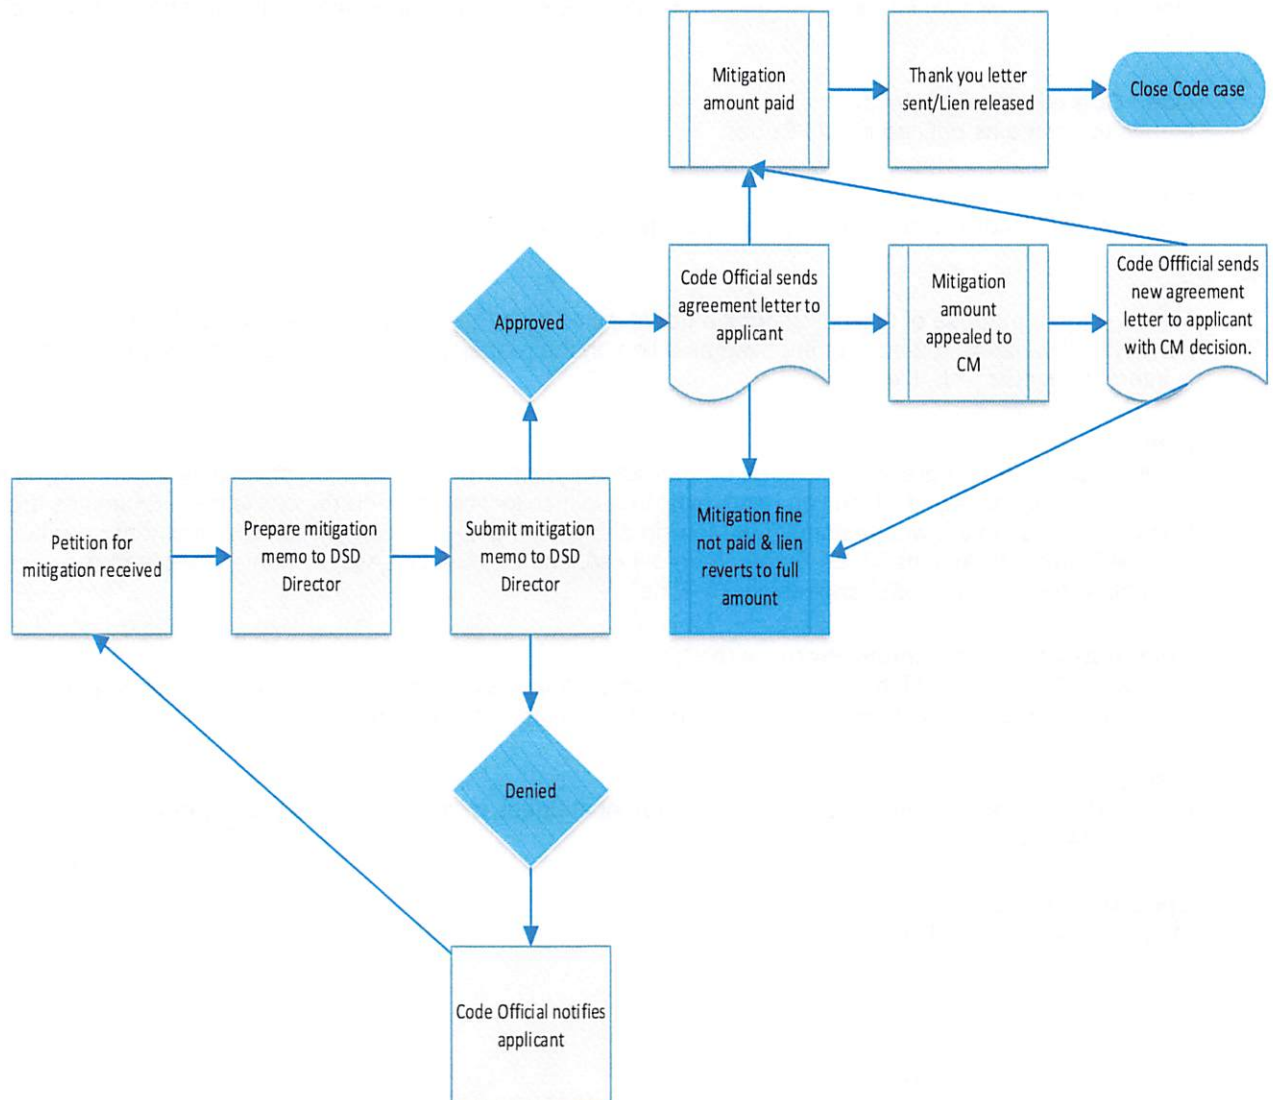 Mitigation
amount paid
Thank you letter
sent/Lien released
Close Code case
Approved
Code Official sends
agreement letter to
applicant
Mitigation
amount
appealed to
CM
Code Offficial sends
new agreement
letter to applicant
with CM decision.
Petition for
mitigation received
Prepare mitigation
memo to DSD
Director
Submit mitigation
memo to DSD
Director
Mitigation fine
not paid & lien
reverts to full
amount
Denied
Code Official notifies
applicant